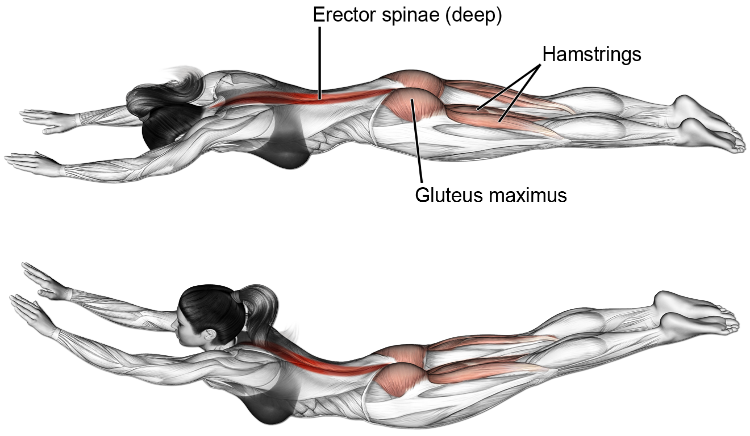 Erector spinae (deep)
Hamstrings
Gluteus maximus